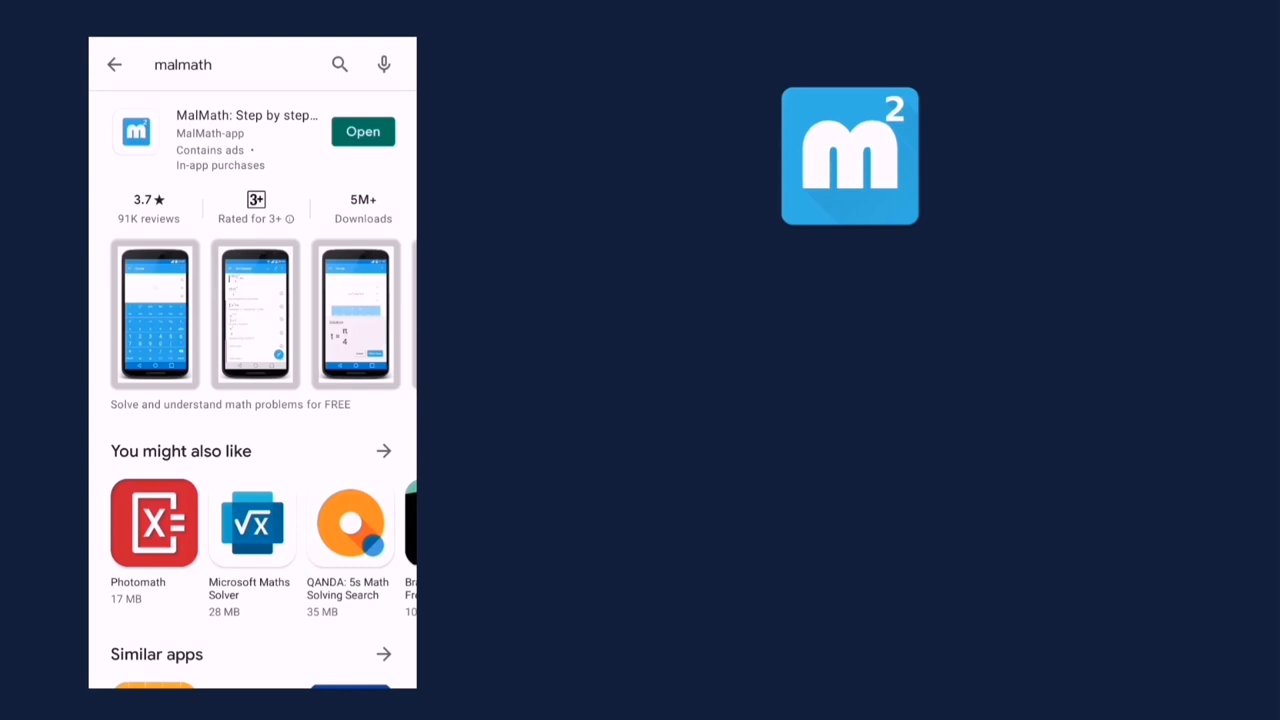 malmath
MalMath: Step by step...
MalMath-app
Contains ads •
In-app purchases
Open
3.7★
91K reviews
3+
Rated for 3+
5M+
Downloads
Solve and understand math problems for FREE
You might also like
Photomath
17 MB
Microsoft Maths
Solver
28 MB
QANDA: 5s Math
Solving Search
35 MB
Similar apps
m2